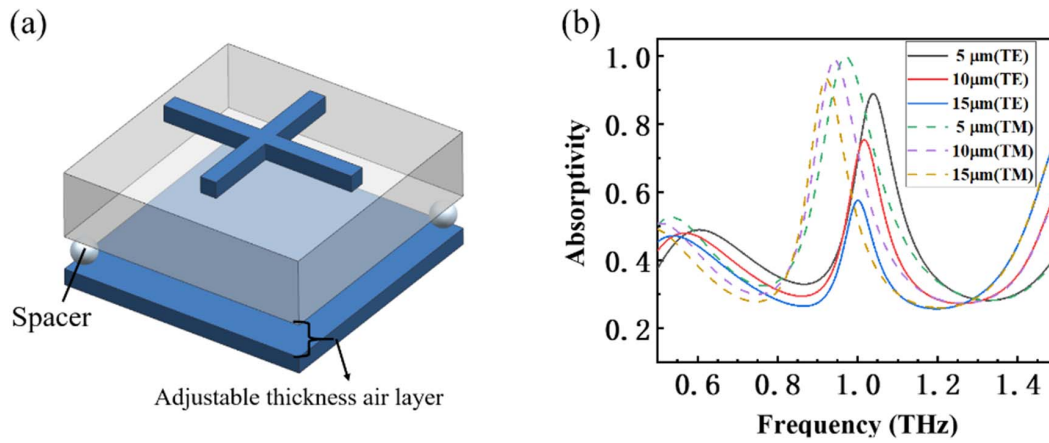 (a)
Spacer
Adjustable thickness air layer
(b)
1.0
0.8
0.6
0.4
0.2
Absorptivity
0.6 0.8 1.0 1.2 1.4
Frequency (THz)
5 μm(TE)
10μm(TE)
15μm(TE)
5 μm(TM)
10μm(TM)
15μm(TM)